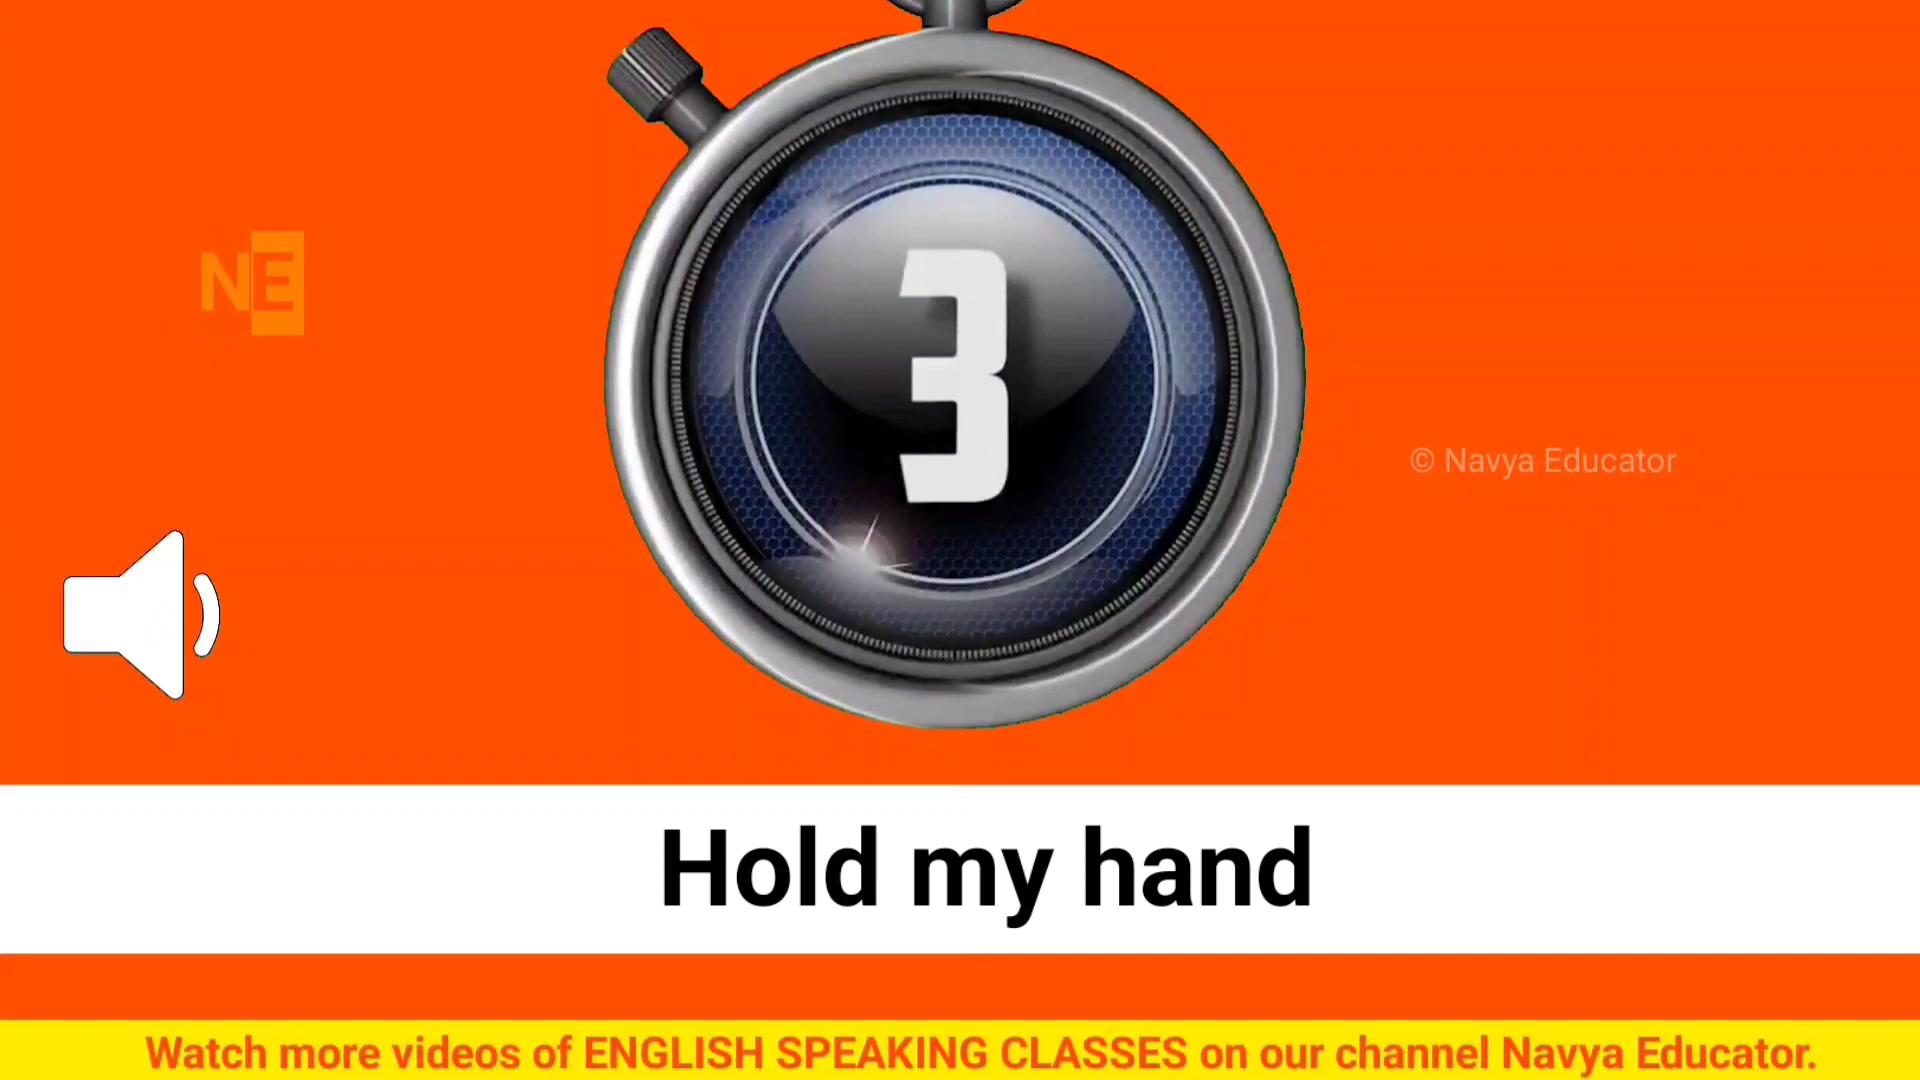 3
NE
© Navya Educator
Hold my hand
Watch more videos of ENGLISH SPEAKING CLASSES on our channel Navya Educator.